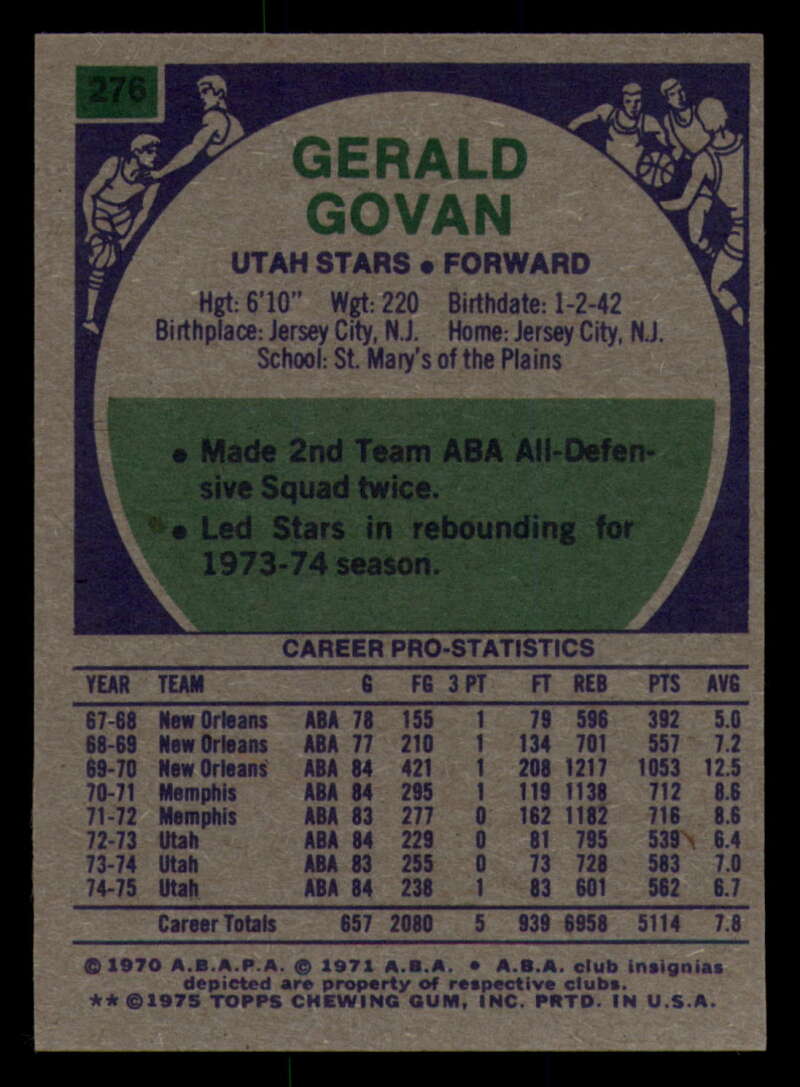 276
GERALD
GOVAN
UTAH STARS • FORWARD
Hgt: 6'10" Wgt: 220 Birthdate: 1-2-42
Birthplace: Jersey City, N.J. Home: Jersey City, N.J.
School: St. Mary's of the Plains
• Made 2nd Team ABA All-Defen-
sive Squad twice.
• Led Stars in rebounding for
1973-74 season.
CAREER PRO-STATISTICS
YEAR TEAM G FG 3 PT FT REB PTS AVG
67-68 New Orleans ABA 78 155 1 79 596 392 5.0
68-69 New Orleans ABA 77 210 1 134 701 557 7.2
69-70 New Orleans ABA 84 421 1 208 1217 1053 12.5
70-71 Memphis ABA 84 295 1 119 1138 712 8.6
71-72 Memphis ABA 83 277 0 162 1182 716 8.6
72-73 Utah ABA 84 229 0 81 795 539 6.4
73-74 Utah ABA 83 255 0 73 728 583 7.0
74-75 Utah ABA 84 238 1 83 601 562 6.7
Career Totals 657 2080 5 939 6958 5114 7.8
© 1970 A.B.A.P.A. © 1971 A.B.A. • A.B.A. club insignias
depicted are property of respective clubs.
** © 1975 TOPPS CHEWING GUM, INC. PRTD. IN U.S.A.